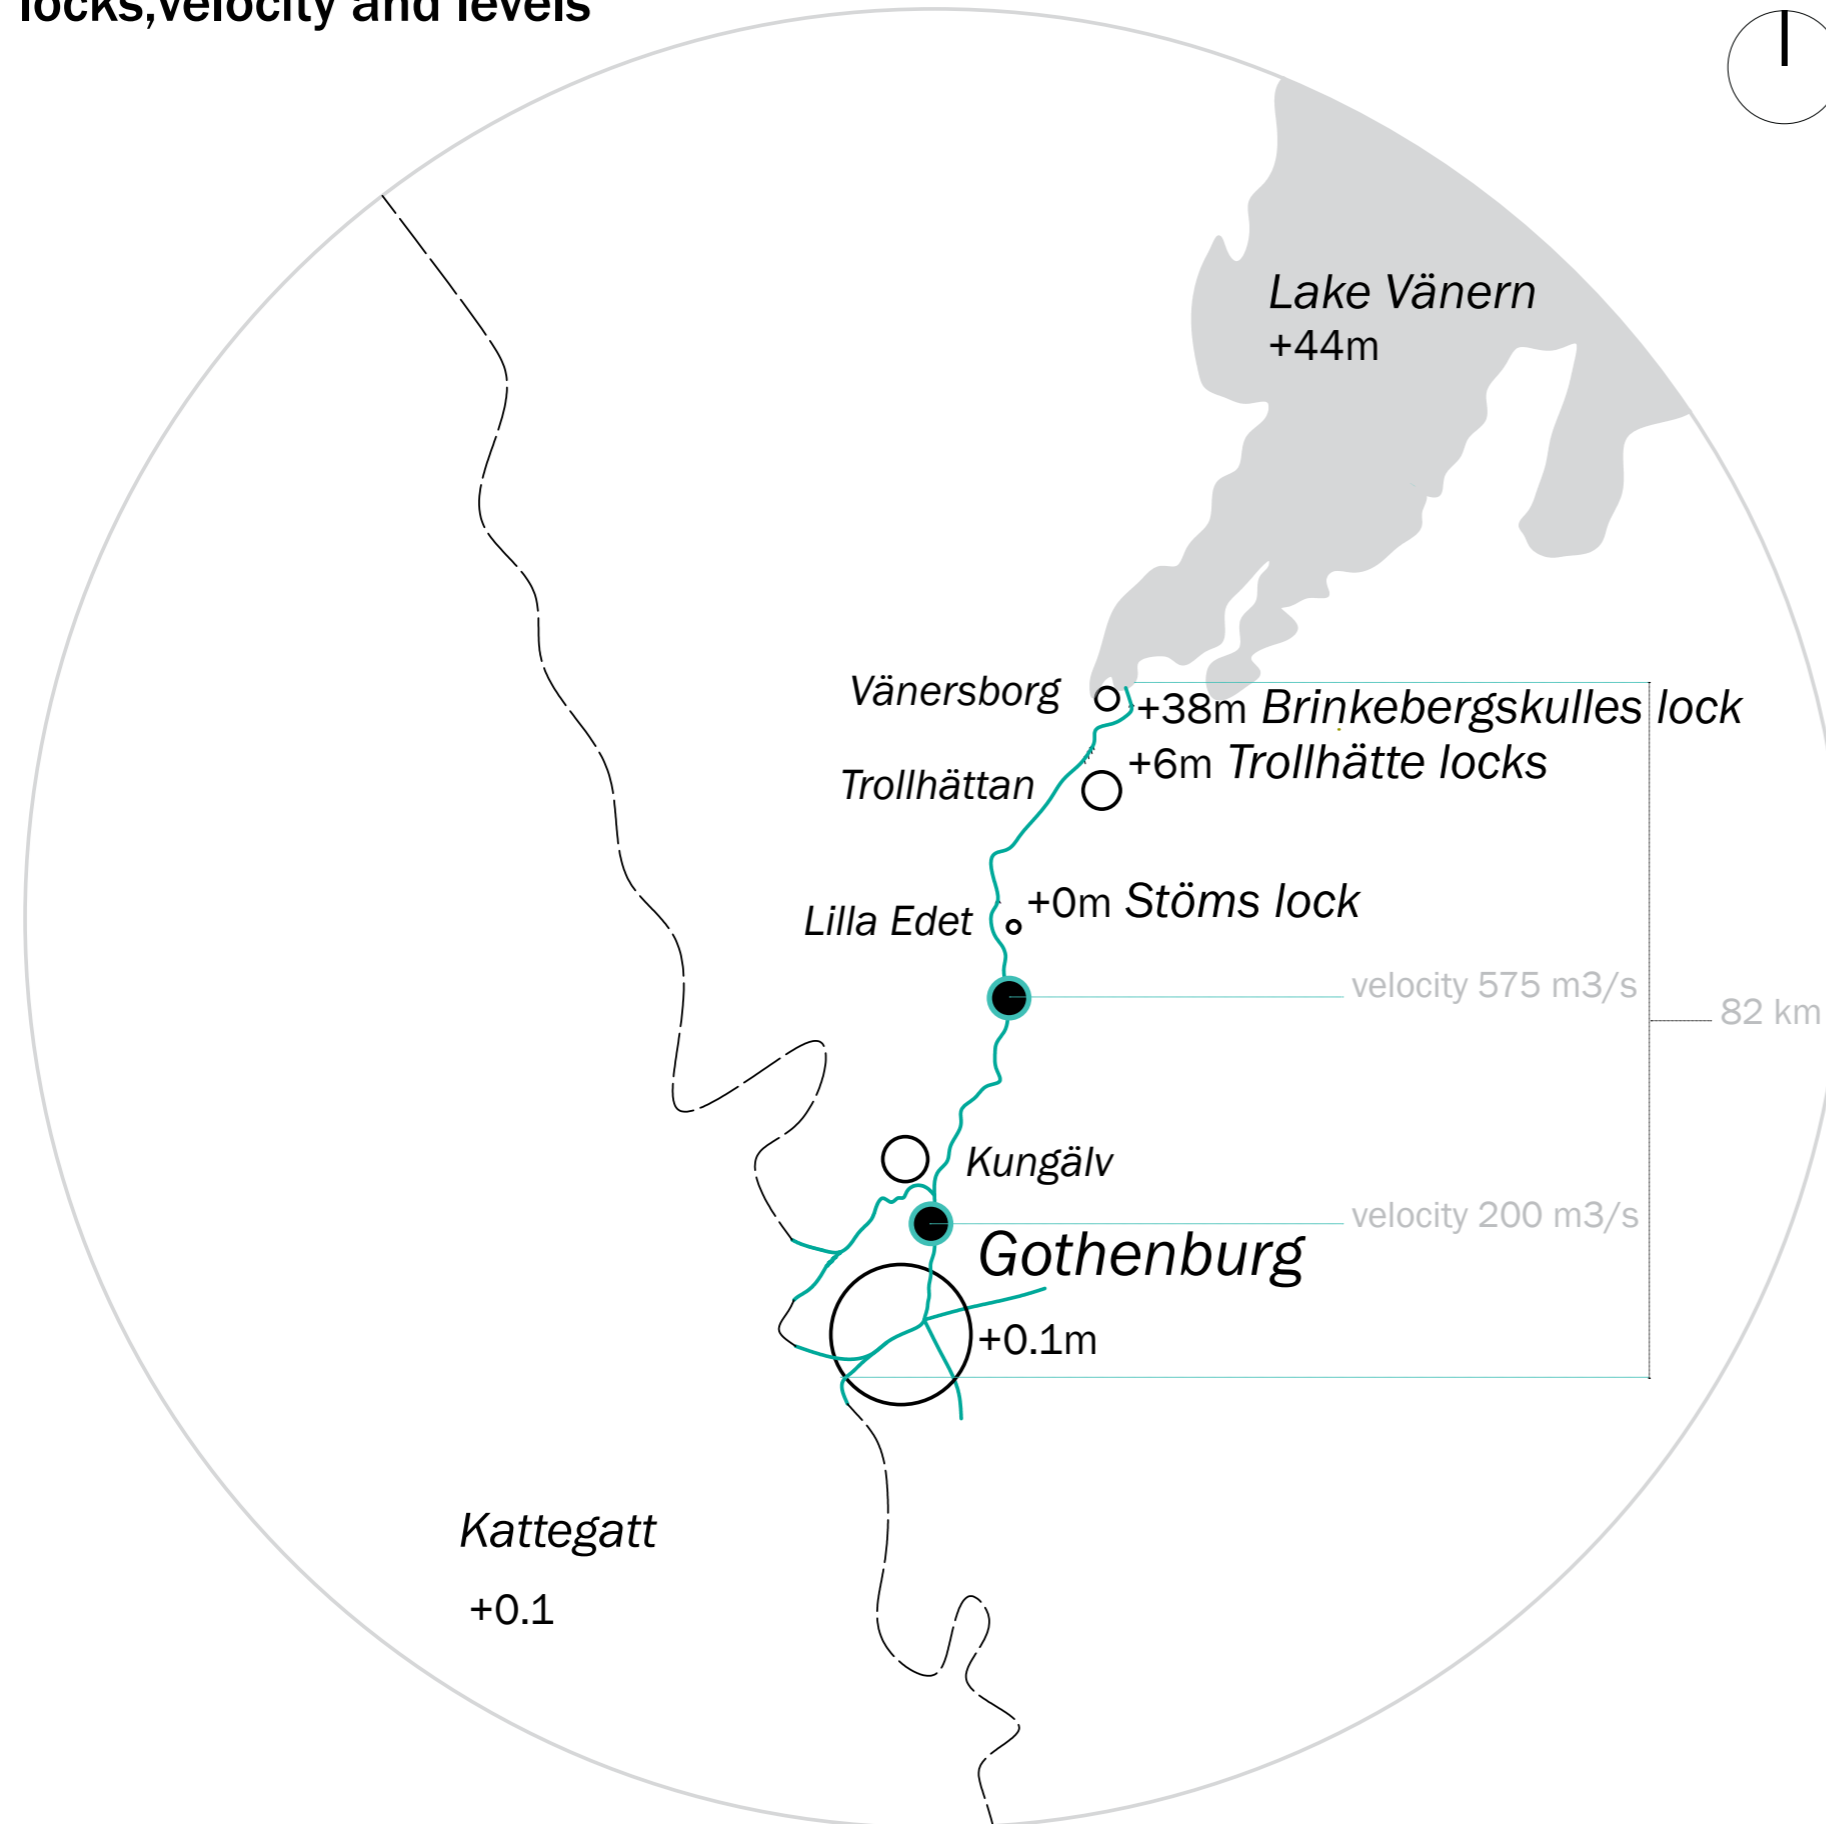 locks,velocity and levels
Lake Vänern
+44m
Vänersborg
+38m Brinkebergskulles lock
+6m Trollhätte locks
Trollhättan
+0m Stöms lock
Lilla Edet
velocity 575 m3/s
82 km
Kungälv
velocity 200 m3/s
Gothenburg
+0.1m
Kattegatt
+0.1